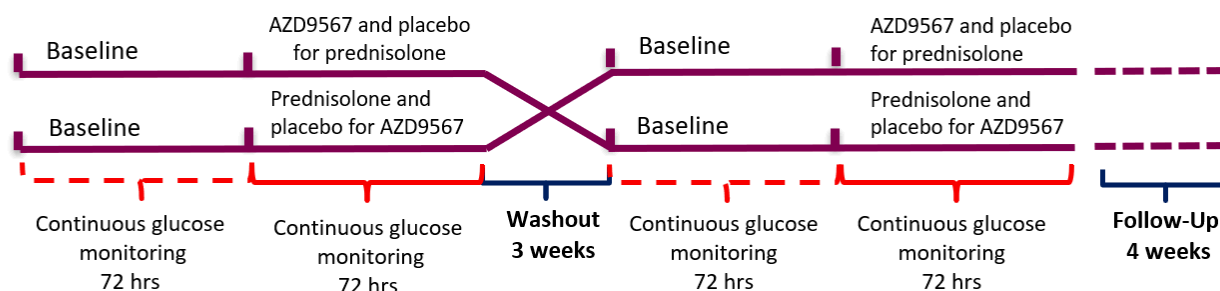 Baseline
AZD9567 and placebo
for prednisolone
Baseline
AZD9567 and placebo
for prednisolone
Baseline
Prednisolone and
placebo for AZD9567
Baseline
Prednisolone and
placebo for AZD9567
Continuous glucose
monitoring
72 hrs
Continuous glucose
monitoring
72 hrs
Washout
3 weeks
Continuous glucose
monitoring
72 hrs
Continuous glucose
monitoring
72 hrs
Follow-Up
4 weeks